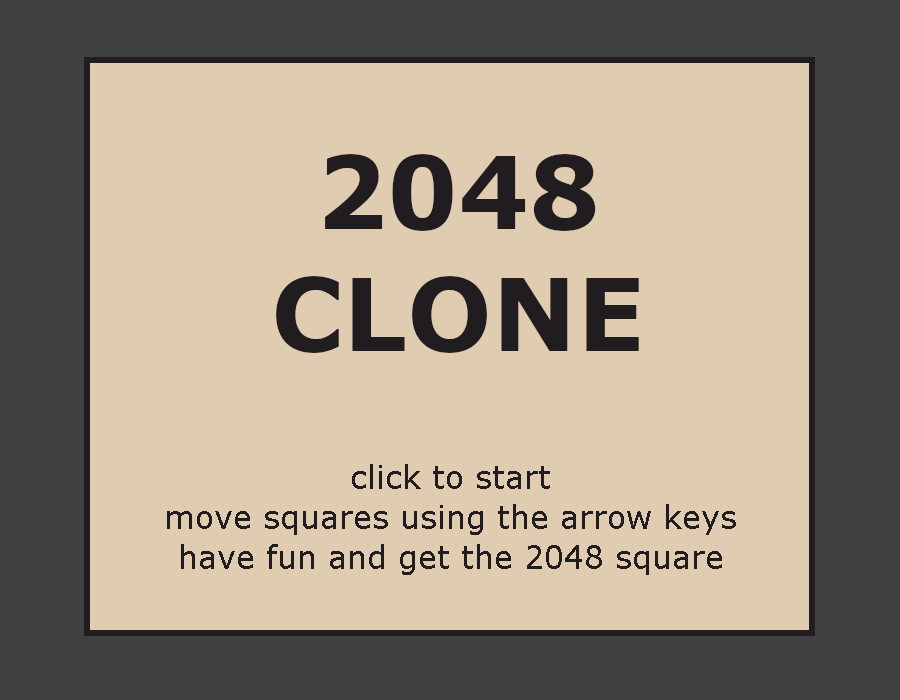 2048
CLONE
click to start
move squares using the arrow keys
have fun and get the 2048 square